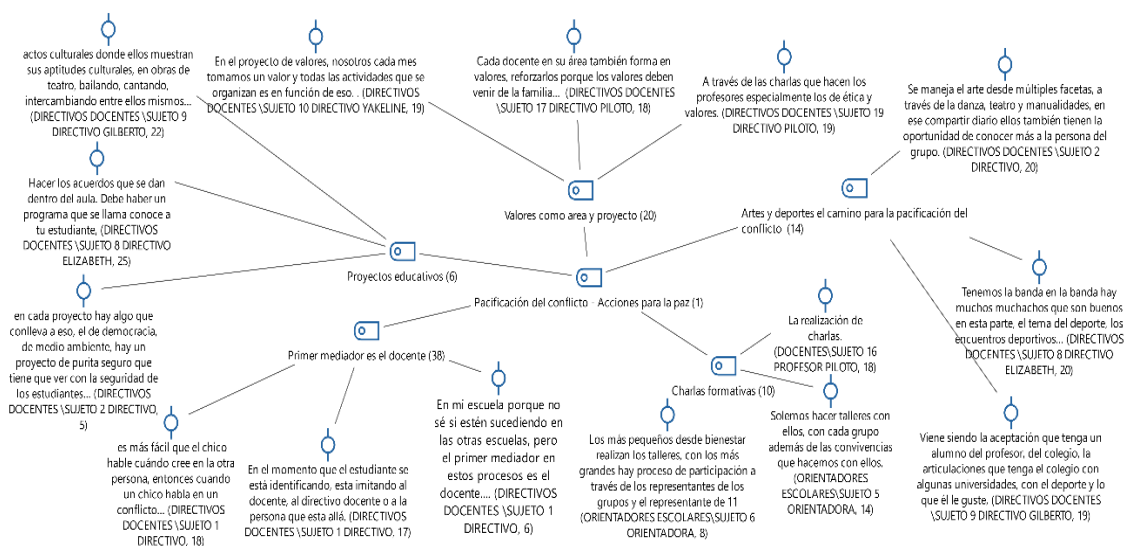 actos culturales donde ellos muestran
sus aptitudes culturales, en obras de
teatro, bailando, cantando,
intercambiando entre ellos mismos...
(DIRECTIVOS DOCENTES \SUJETO 9
DIRECTIVO GILBERTO, 22)
En el proyecto de valores, nosotros cada mes
tomamos un valor y todas las actividades que se
organizan es en función de eso. . (DIRECTIVOS
DOCENTES \SUJETO 10 DIRECTIVO YAKELINE, 19)
Cada docente en su área también forma en
valores, reforzarlos porque los valores deben
venir de la familia... (DIRECTIVOS DOCENTES
\SUJETO 17 DIRECTIVO PILOTO, 18)
A través de las charlas que hacen los
profesores especialmente los de ética y
valores. (DIRECTIVOS DOCENTES \SUJETO 19
DIRECTIVO PILOTO, 19)
Se maneja el arte desde múltiples facetas, a
través de la danza, teatro y manualidades, en
ese compartir diario ellos también tienen la
oportunidad de conocer más a la persona del
grupo. (DIRECTIVOS DOCENTES \SUJETO 2
DIRECTIVO, 20)
Hacer los acuerdos que se dan
dentro del aula. Debe haber un
programa que se llama conoce a
tu estudiante, (DIRECTIVOS
DOCENTES \SUJETO 8 DIRECTIVO
ELIZABETH, 25)
Valores como area y proyecto (20)
Artes y deportes el camino para la pacificación del
conflicto (14)
Proyectos educativos (6)
Pacificación del conflicto - Acciones para la paz (1)
en cada proyecto hay algo que
conlleva a eso, el de democracia,
de medio ambiente, hay un
proyecto de purita seguro que
tiene que ver con la seguridad de
los estudiantes... (DIRECTIVOS
DOCENTES \SUJETO 2 DIRECTIVO,
5)
Primer mediador es el docente (38)
La realización de
charlas.
(DOCENTES\SUJETO 16
PROFESOR PILOTO, 18)
Charlas formativas (10)
Tenemos la banda en la banda hay
muchos muchachos que son buenos
en esta parte, el tema del deporte, los
encuentros deportivos... (DIRECTIVOS
DOCENTES \SUJETO 8 DIRECTIVO
ELIZABETH, 20)
es más fácil que el chico
hable cuándo cree en la otra
persona, entonces cuando
un chico habla en un
conflicto... (DIRECTIVOS
DOCENTES \SUJETO 1
DIRECTIVO, 18)
En el momento que el estudiante se
está identificando, esta imitando al
docente, al directivo docente o a la
persona que esta allá. (DIRECTIVOS
DOCENTES \SUJETO 1 DIRECTIVO, 17)
En mi escuela porque no
sé si estén sucediendo en
las otras escuelas, pero
el primer mediador en
estos procesos es el
docente.... (DIRECTIVOS
DOCENTES \SUJETO 1
DIRECTIVO, 6)
Los más pequeños desde bienestar
realizan los talleres, con los más
grandes hay proceso de participación a
través de los representantes de los
grupos y el representante de 11
(ORIENTADORES ESCOLARES\SUJETO 6
ORIENTADORA, 8)
Solemos hacer talleres con
ellos, con cada grupo
además de las convivencias
que hacemos con ellos.
(ORIENTADORES
ESCOLARES\SUJETO 5
ORIENTADORA, 14)
Viene siendo la aceptación que tenga un
alumno del profesor, del colegio, la
articulaciones que tenga el colegio con
algunas universidades, con el deporte y lo
que él le guste. (DIRECTIVOS DOCENTES
\SUJETO 9 DIRECTIVO GILBERTO, 19)